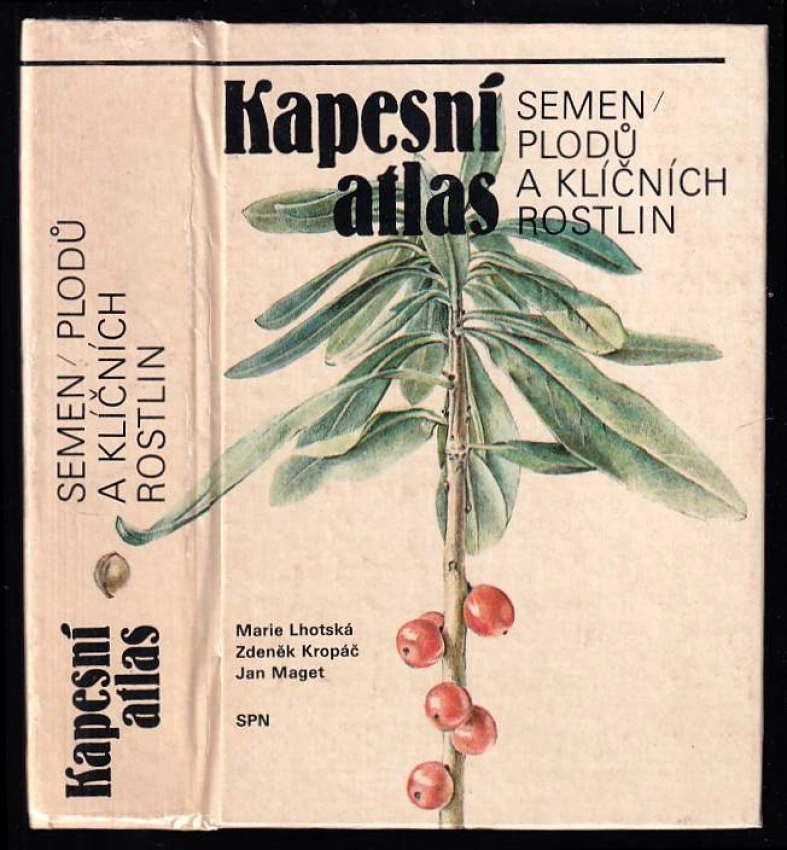 Kapesní
atlas
SEMEN/
PLODŮ
A KLÍČNÍCH
ROSTLIN
Marie Lhotská
Zdeněk Kropáč
Jan Maget
SPN
Kapesní
atlas
SEMEN/ PLODŮ
A KLÍČNÍCH
ROSTLIN